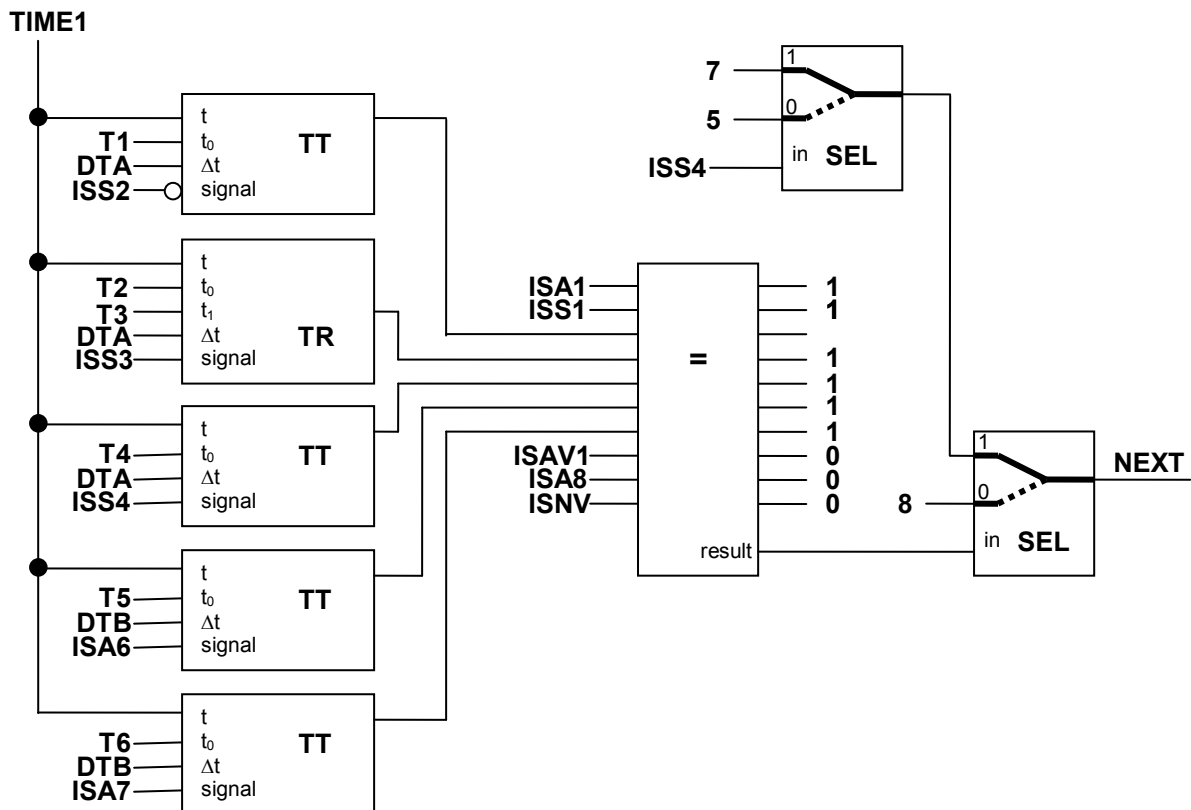 TIME1
t
T1 t0 TT
DTA Δt
ISS2 signal
t
T2 t0
T3 t1
DTA Δt TR
ISS3 signal
t
T4 t0 TT
DTA Δt
ISS4 signal
t
T5 t0 TT
DTB Δt
ISA6 signal
t
T6 t0 TT
DTB Δt
ISA7 signal
1
7
0
5
in SEL
ISS4
ISA1 1
ISS1 1
= 1
1
1
1
ISAV1 0
ISA8 0
ISNV 0
result
1
NEXT
0
8
in SEL